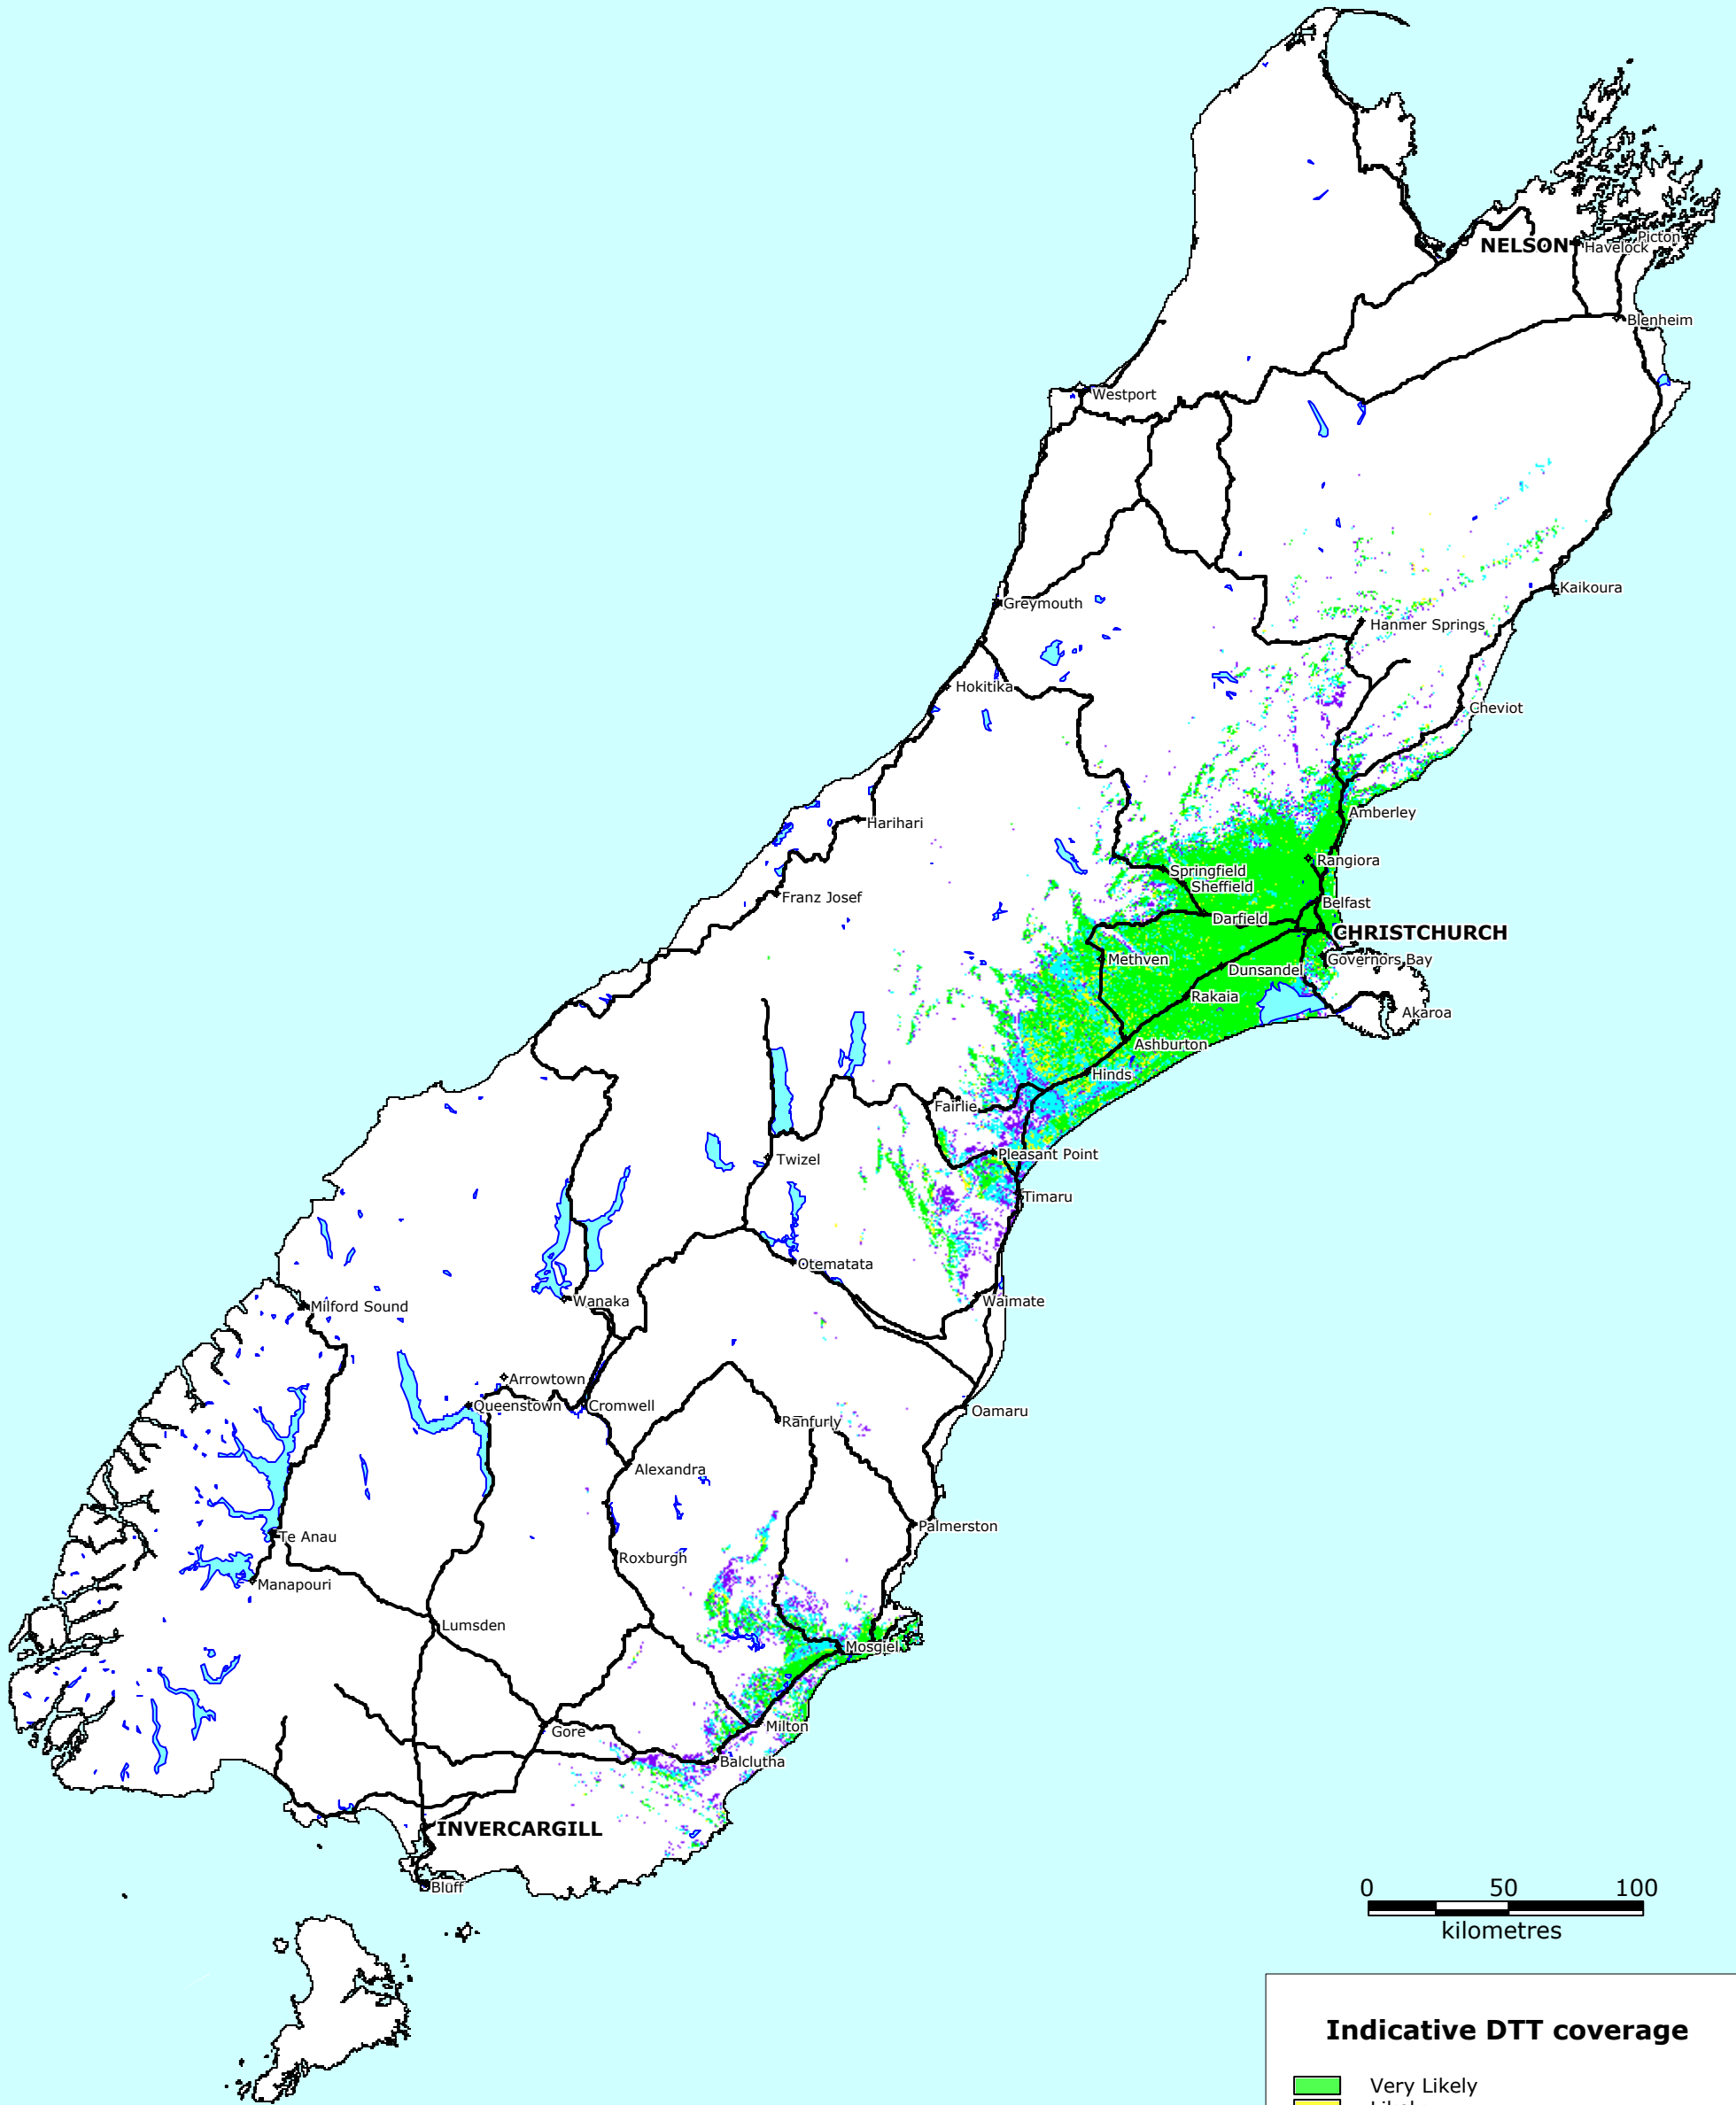 NELSON
Havelock
Picton
Blenheim
Westport
Kaikoura
Greymouth
Hanmer Springs
Hokitika
Cheviot
Harihari
Amberley
Rangiora
Springfield
Sheffield
Franz Josef
Belfast
Darfield
CHRISTCHURCH
Methven
Governors Bay
Dunsandel
Rakaia
Akaroa
Ashburton
Hinds
Fairlie
Pleasant Point
Twizel
Timaru
Otematata
Wanaka
Waimate
Milford Sound
Arrowtown
Queenstown
Cromwell
Oamaru
Ranfurly
Alexandra
Palmerston
Te Anau
Roxburgh
Manapouri
Lumsden
Mosgiel
Gore
Milton
Balclutha
INVERCARGILL
Bluff
0 50 100
kilometres
Indicative DTT coverage
Very Likely